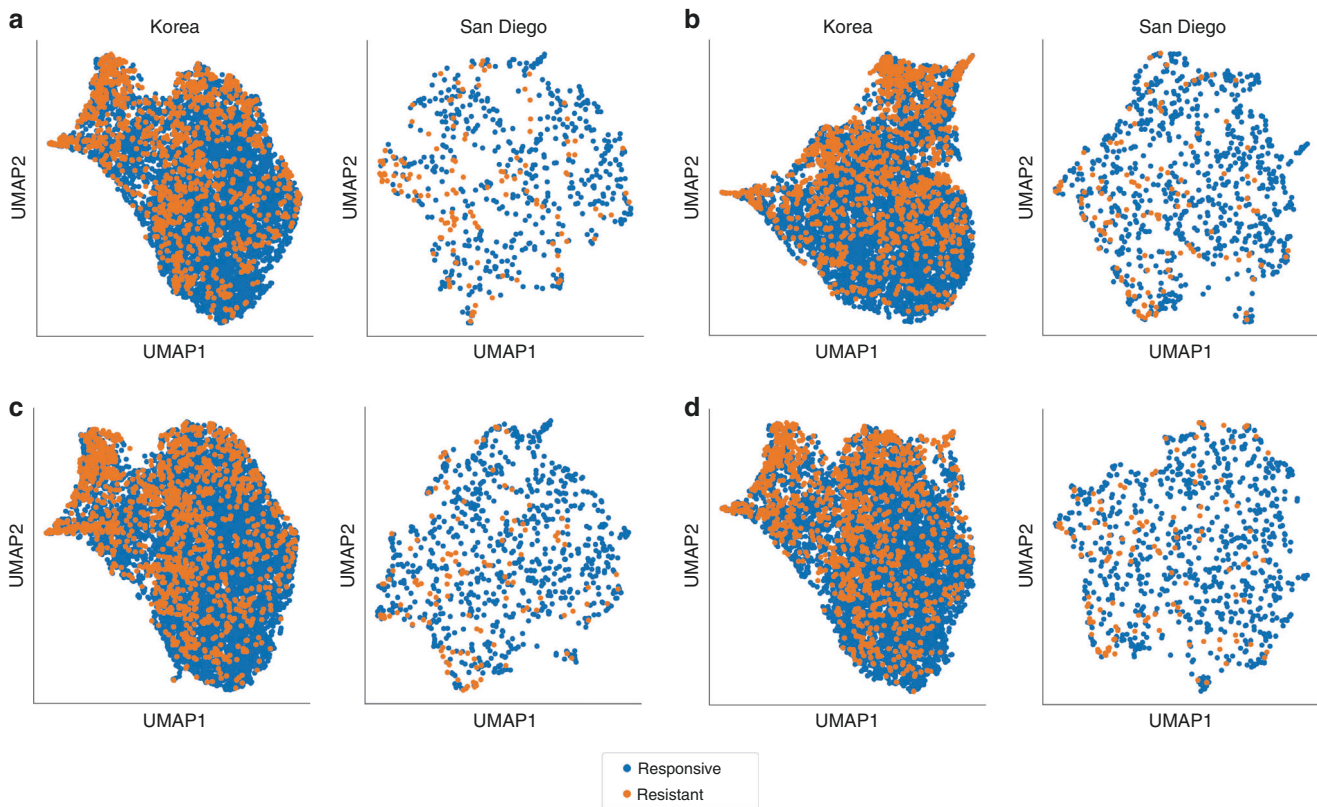 a
Korea
San Diego
b
Korea
San Diego
UMAP2
UMAP2
UMAP2
UMAP2
UMAP1
UMAP1
UMAP1
UMAP1
c
d
UMAP2
UMAP2
UMAP2
UMAP2
UMAP1
UMAP1
UMAP1
UMAP1
Responsive
Resistant